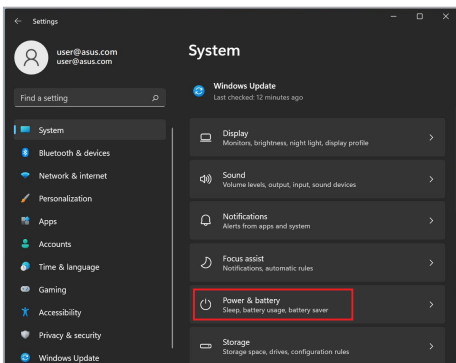 Settings
user@asus.com
user@asus.com
Find a setting
System
Bluetooth & devices
Network & internet
Personalization
Apps
Accounts
Time & language
Gaming
Accessibility
Privacy & security
Windows Update
System
Windows Update
Last checked: 12 minutes ago
Display
Monitors, brightness, night light, display profile
Sound
Volume levels, output, input, sound devices
Notifications
Alerts from apps and system
Focus assist
Notifications, automatic rules
Power & battery
Sleep, battery usage, battery saver
Storage
Storage space, drives, configuration rules